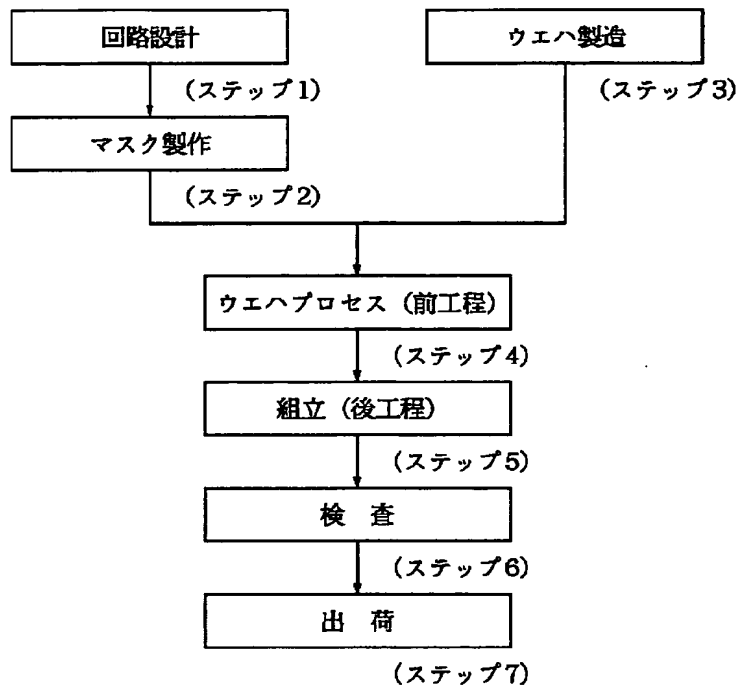 回路設計
ウエハ製造
(ステップ1)
(ステップ3)
マスク製作
(ステップ2)
ウエハプロセス (前工程)
(ステップ4)
組立 (後工程)
(ステップ5)
検 査
(ステップ6)
出 荷
(ステップ7)